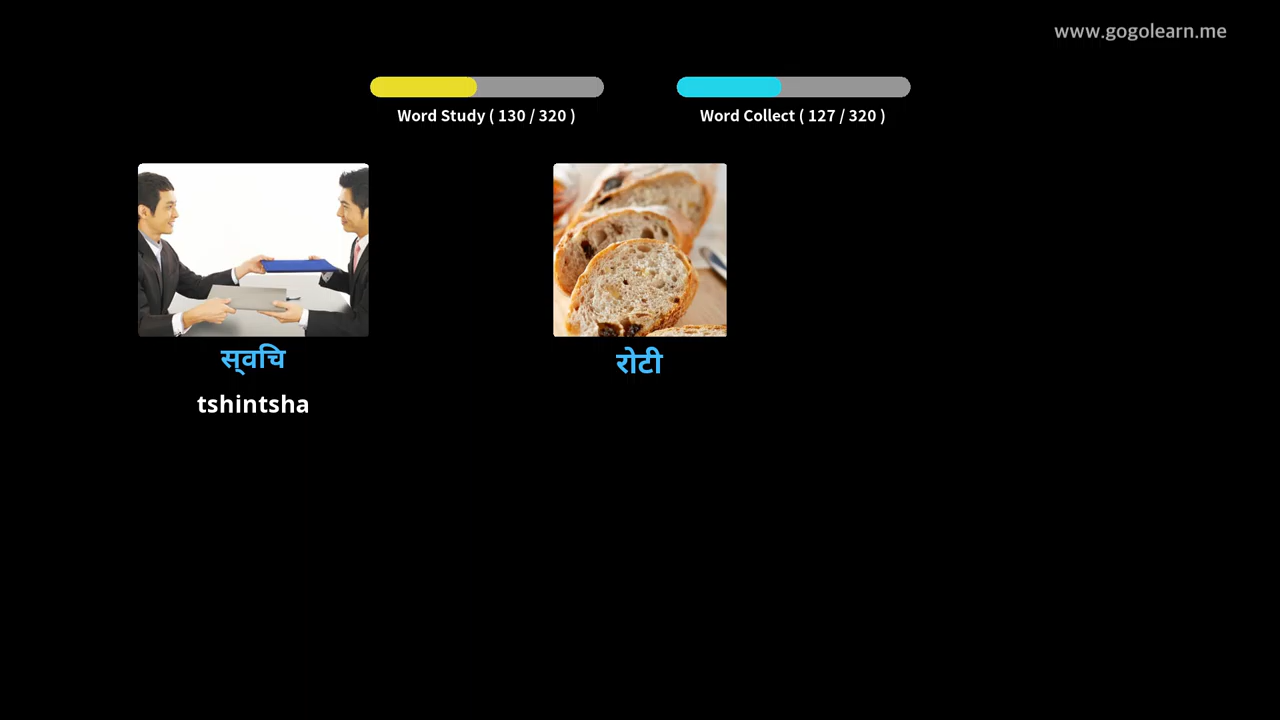 www.gogolearn.me
Word Study ( 130 / 320 )
Word Collect ( 127 / 320 )
स्वचि
tshintsha
रोटी